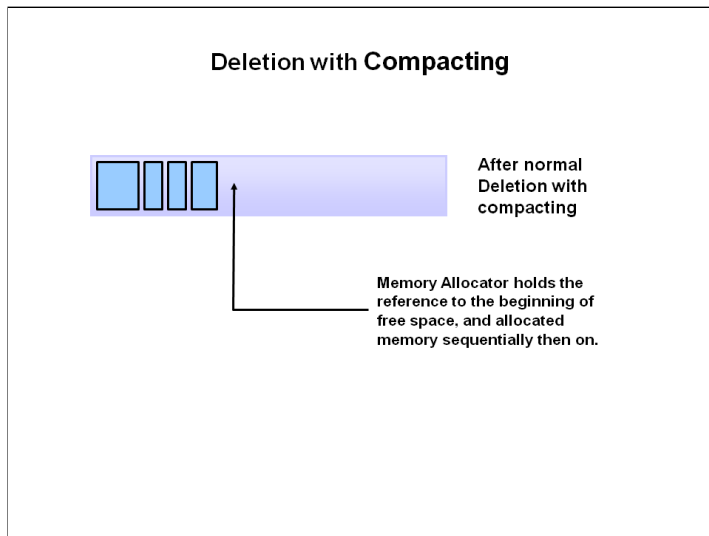 Deletion with Compacting
After normal
Deletion with
compacting
Memory Allocator holds the
reference to the beginning of
free space, and allocated
memory sequentially then on.